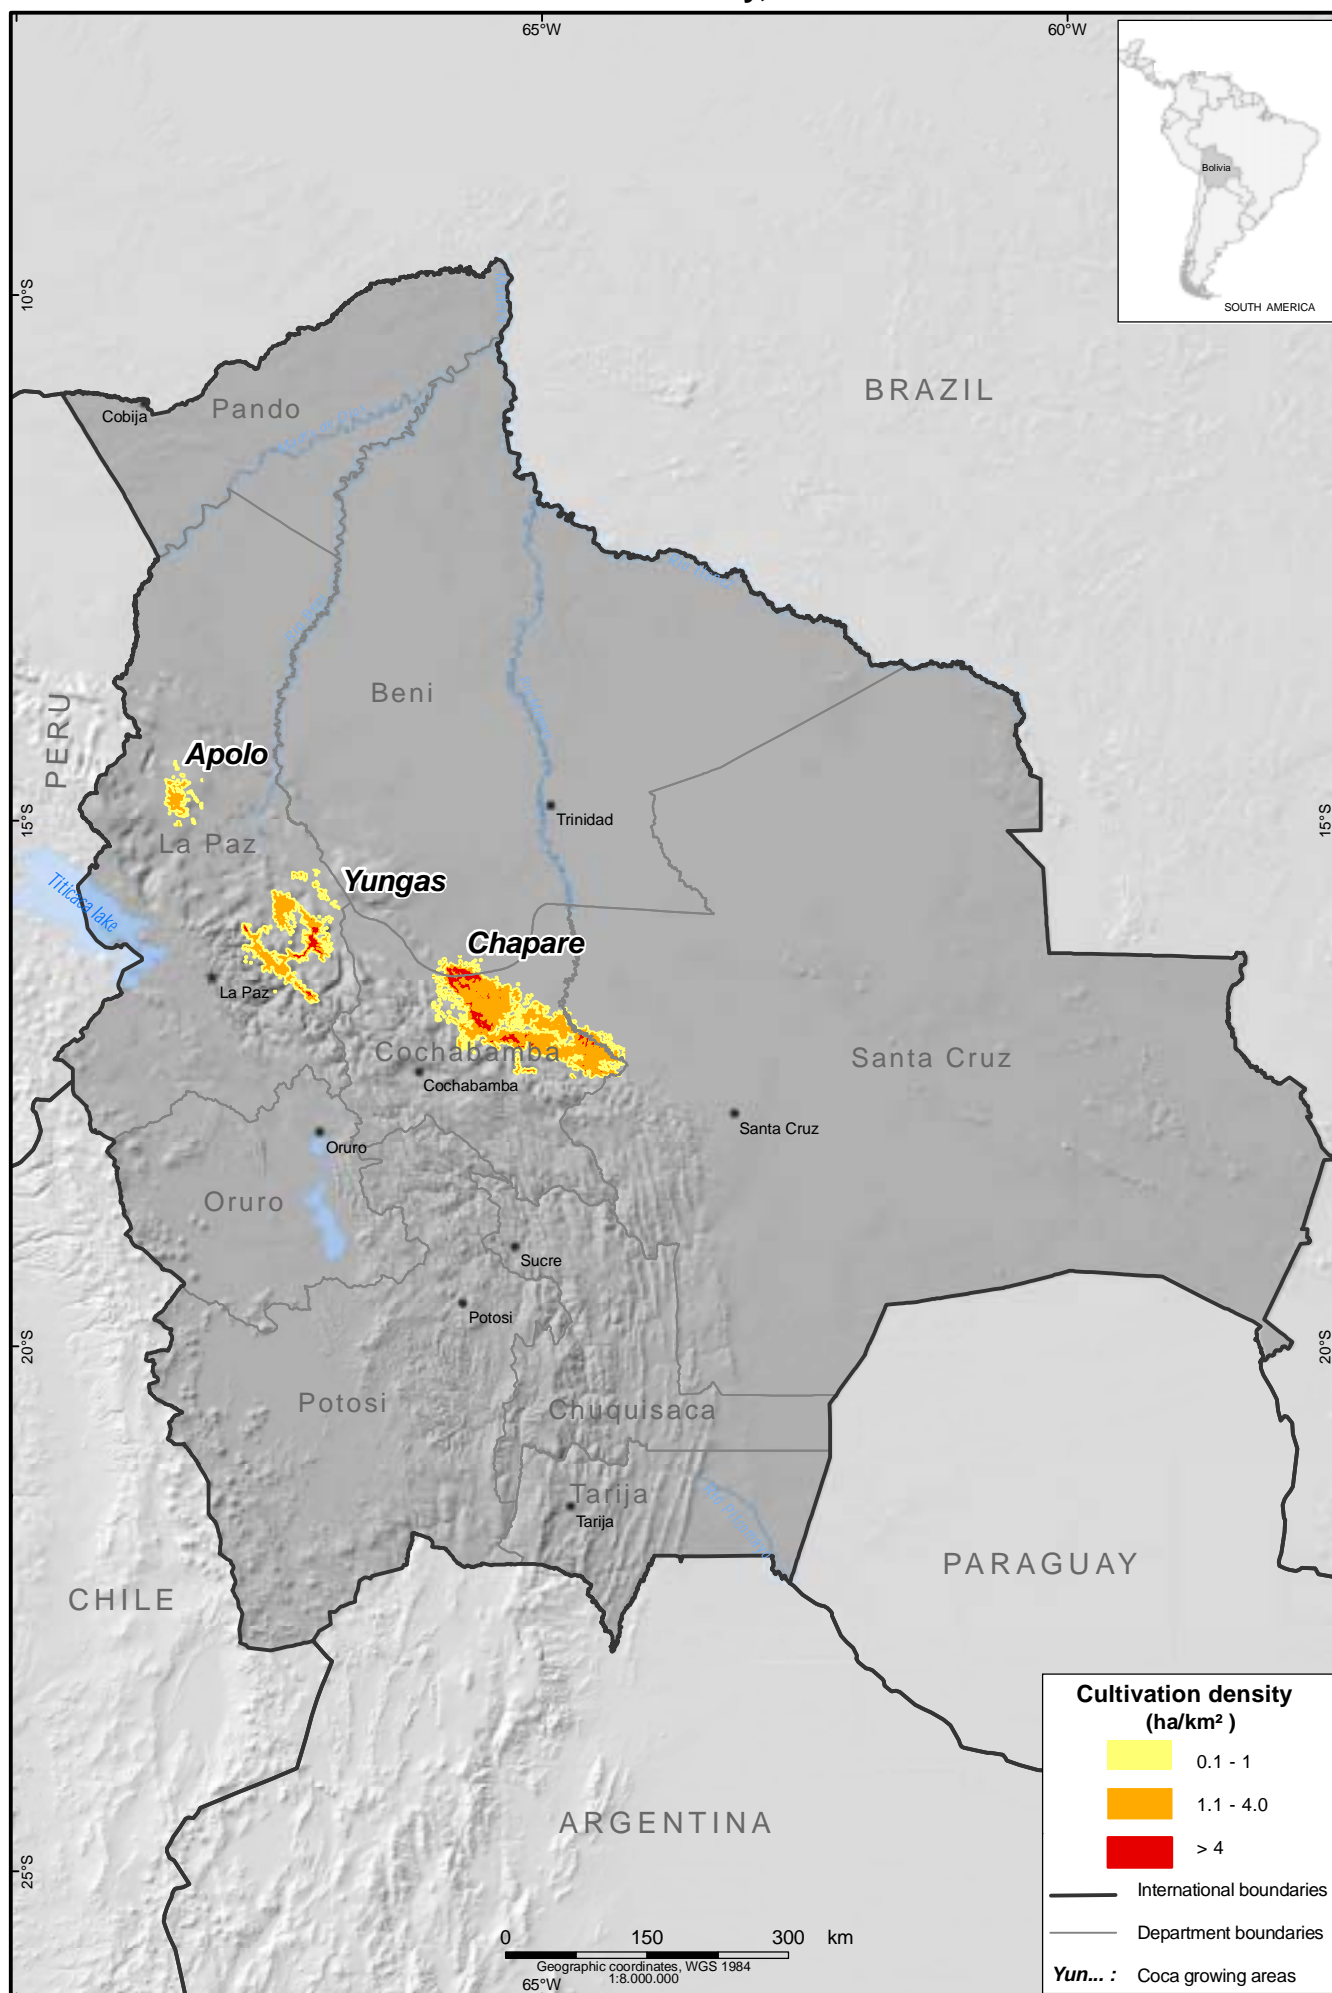 65°W
60°W
Bolivia
SOUTH AMERICA
10°S
BRAZIL
Pando
Cobija
PERU
Beni
Apolo
15°S
15°S
Trinidad
La Paz
Yungas
Titicaca lake
Chapare
La Paz
Cochabamba
Santa Cruz
Cochabamba
Santa Cruz
Oruro
Oruro
Sucre
Potosi
20°S
20°S
Potosi
Chuquisaca
Tarija
Tarija
PARAGUAY
CHILE
ARGENTINA
25°S
Cultivation density
(ha/km² )
0.1 - 1
1.1 - 4.0
> 4
International boundaries
Department boundaries
Yun... : Coca growing areas
0 150 300 km
Geographic coordinates, WGS 1984
1:8.000.000
65°W